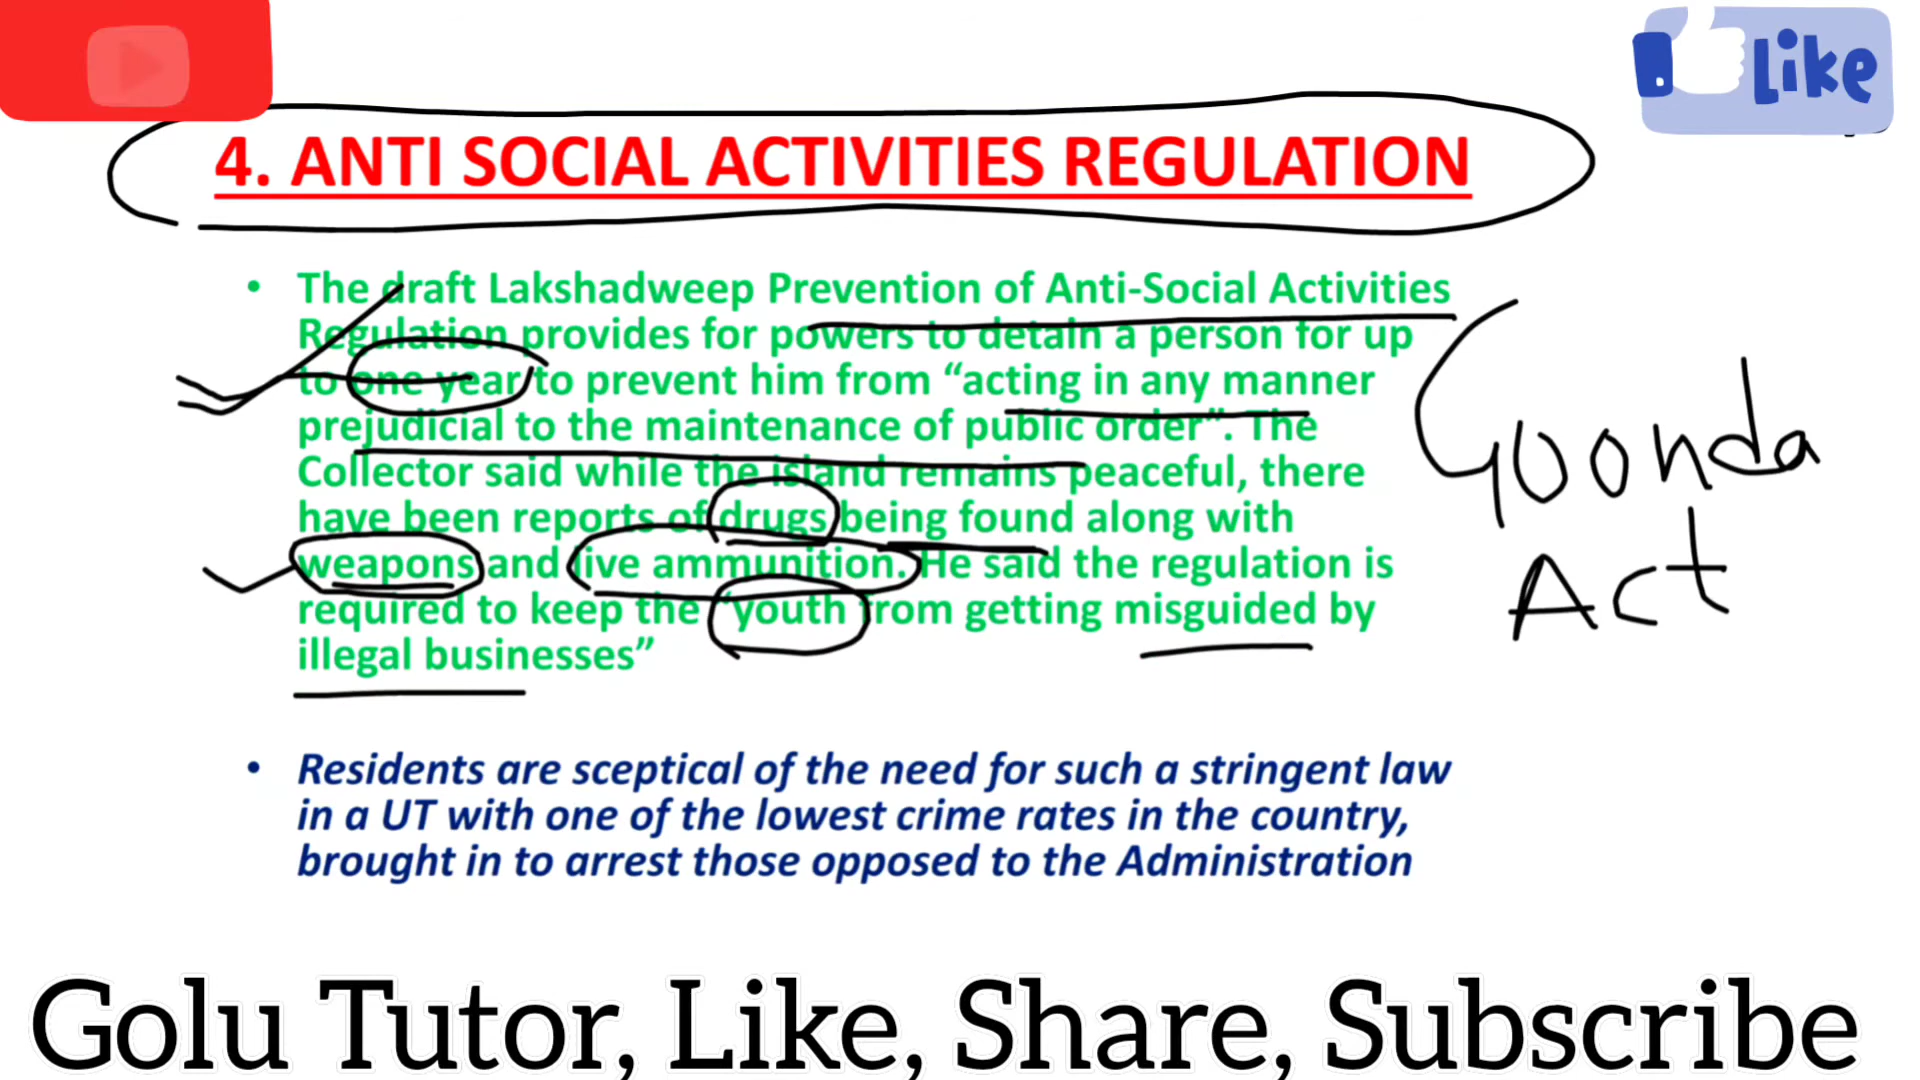 Like
4. ANTI SOCIAL ACTIVITIES REGULATION
• The draft Lakshadweep Prevention of Anti-Social Activities
Regulation provides for powers to detain a person for up
to one year to prevent him from “acting in any manner
prejudicial to the maintenance of public order”. The
Collector said while the island remains peaceful, there
have been reports of drugs being found along with
weapons and live ammunition. He said the regulation is
required to keep the “youth from getting misguided by
illegal businesses”
Goonda
Act
• Residents are sceptical of the need for such a stringent law
in a UT with one of the lowest crime rates in the country,
brought in to arrest those opposed to the Administration
Golu Tutor, Like, Share, Subscribe